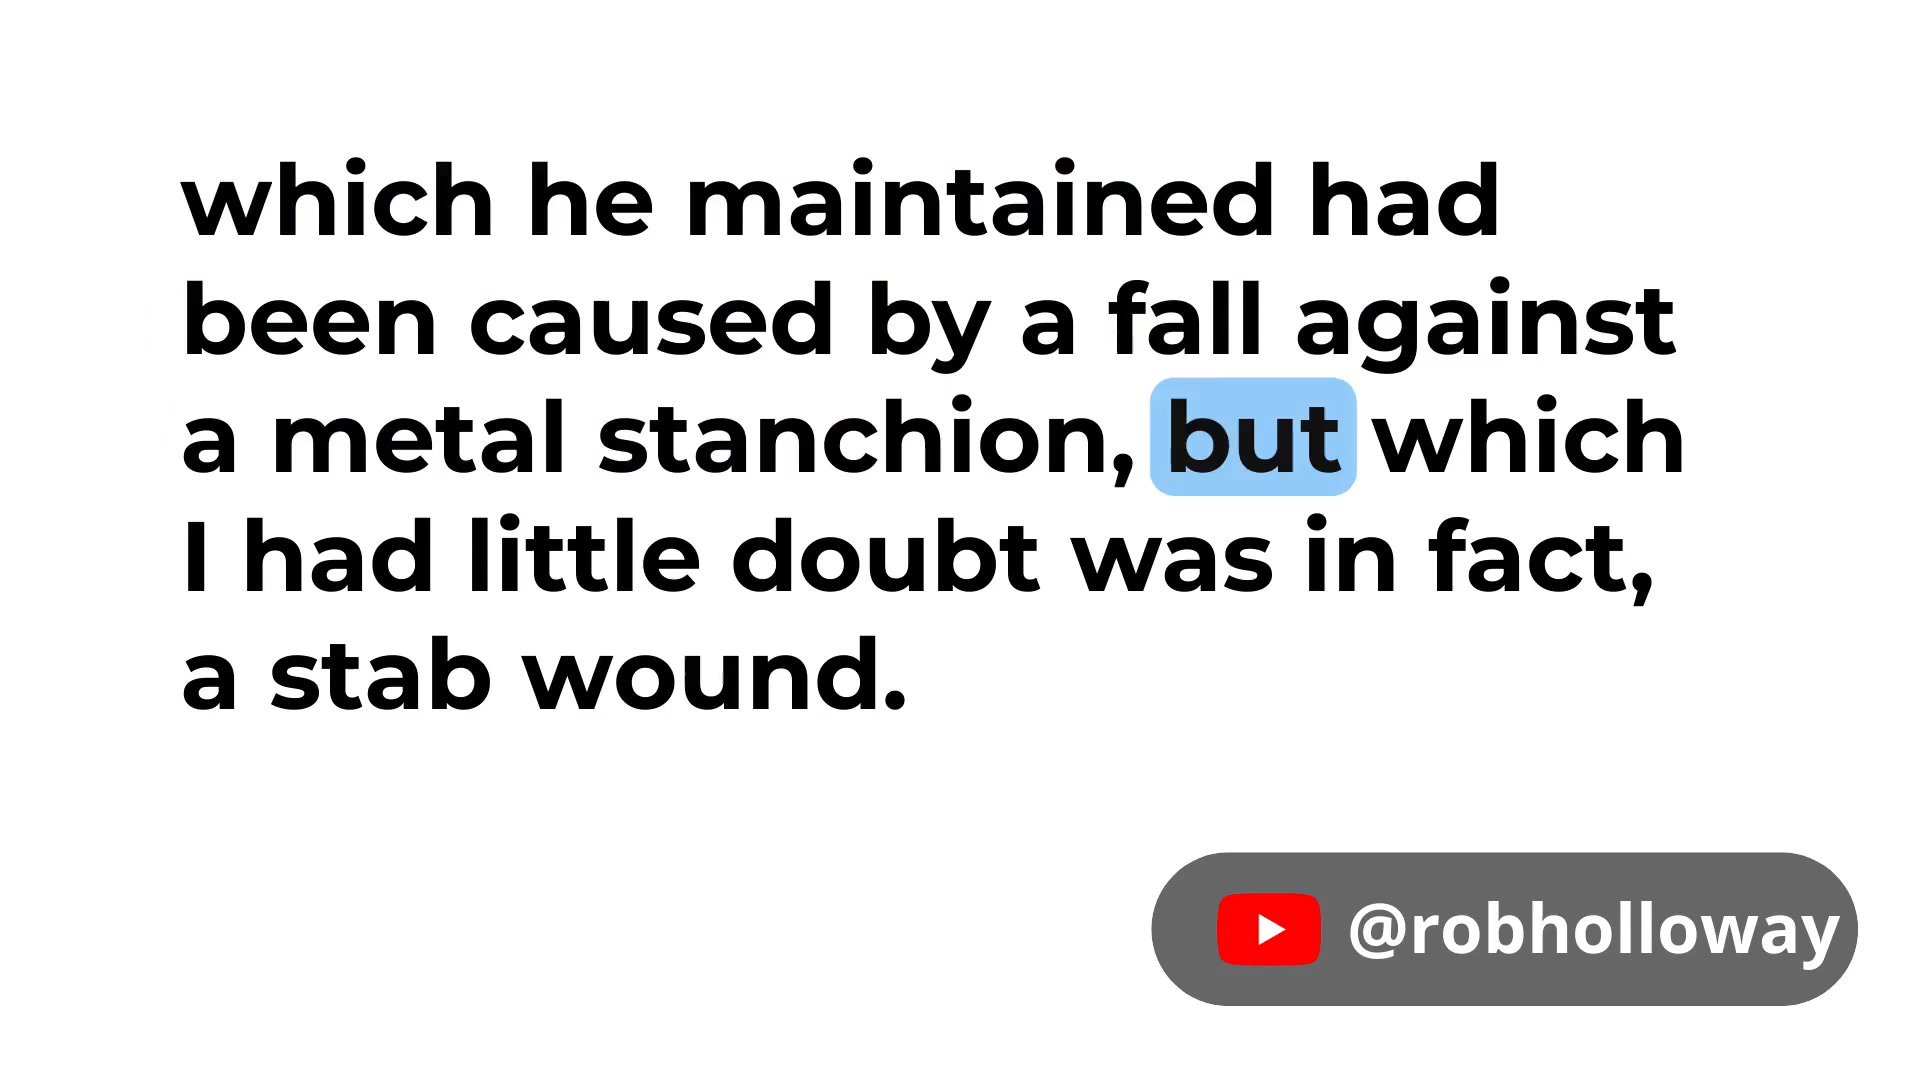 which he maintained had
been caused by a fall against
a metal stanchion, but which
I had little doubt was in fact,
a stab wound.
@robholloway